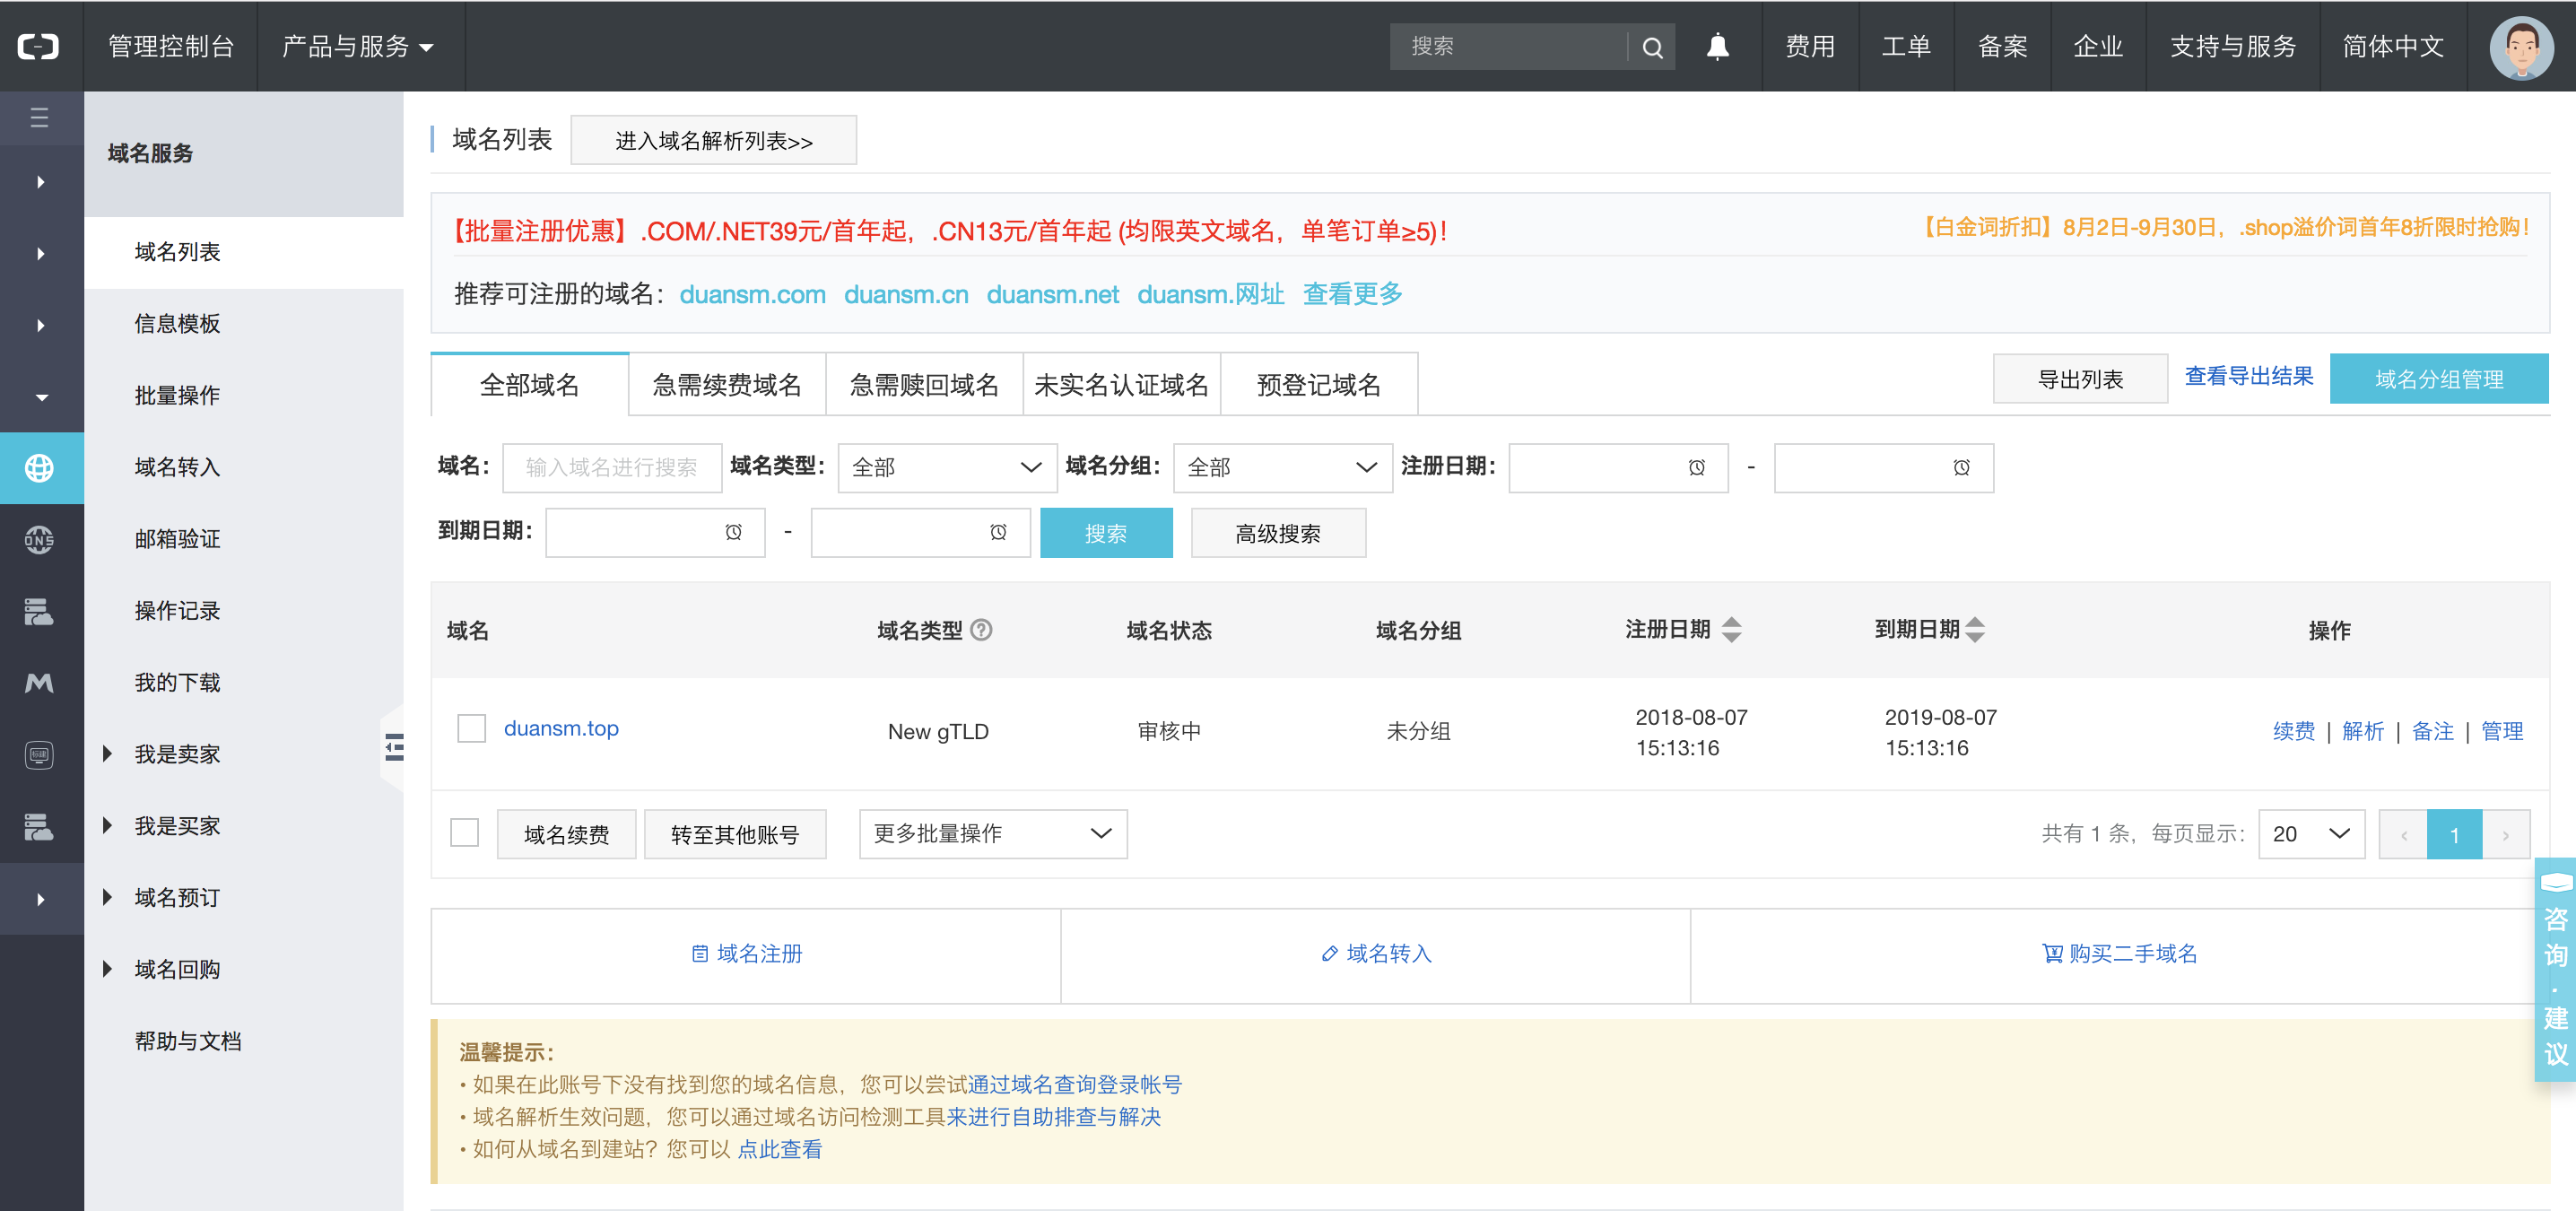 管理控制台 产品与服务 搜索 费用 工单 备案 企业 支持与服务 简体中文
域名服务
域名列表
信息模板
批量操作
域名转入
邮箱验证
操作记录
我的下载
我是卖家
我是买家
域名预订
域名回购
帮助与文档
DNS
域名列表 进入域名解析列表>>
【批量注册优惠】.COM/.NET39元/首年起，.CN13元/首年起 (均限英文域名，单笔订单≥5)！
【白金词折扣】8月2日-9月30日，.shop溢价词首年8折限时抢购！
推荐可注册的域名： duansm.com duansm.cn duansm.net duansm.网址 查看更多
全部域名 急需续费域名 急需赎回域名 未实名认证域名 预登记域名 导出列表 查看导出结果 域名分组管理
域名： 输入域名进行搜索 域名类型： 全部 域名分组： 全部 注册日期： -
到期日期： - 搜索 高级搜索
域名 域名类型 ? 域名状态 域名分组 注册日期 到期日期 操作
duansm.top New gTLD 审核中 未分组 2018-08-07 15:13:16 2019-08-07 15:13:16 续费 | 解析 | 备注 | 管理
域名续费 转至其他账号 更多批量操作 共有 1 条，每页显示： 20 ‹ 1 ›
域名注册 域名转入 购买二手域名
温馨提示：
• 如果在此账号下没有找到您的域名信息，您可以尝试通过域名查询登录帐号
• 域名解析生效问题，您可以通过域名访问检测工具来进行自助排查与解决
• 如何从域名到建站？您可以 点此查看
咨询·建议